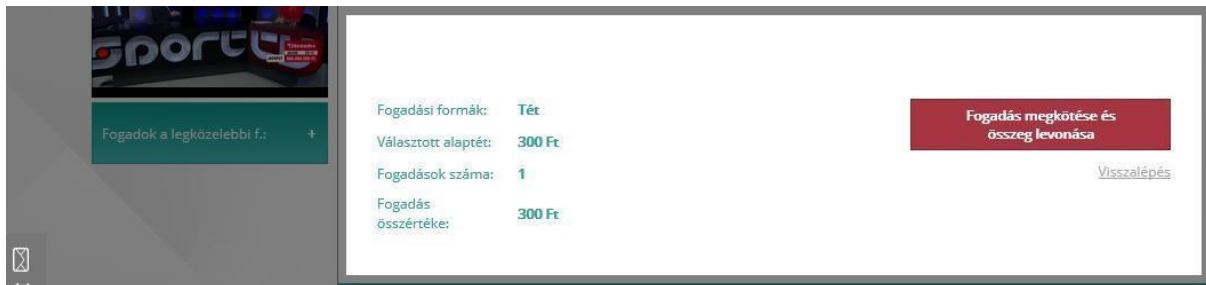 SPORT
Fogadok a legközelebbi f.: +
Fogadási formák: Tét
Választott alaptét: 300 Ft
Fogadások száma: 1
Fogadás
összértéke: 300 Ft
Fogadás megkötése és
összeg levonása
Visszalépés